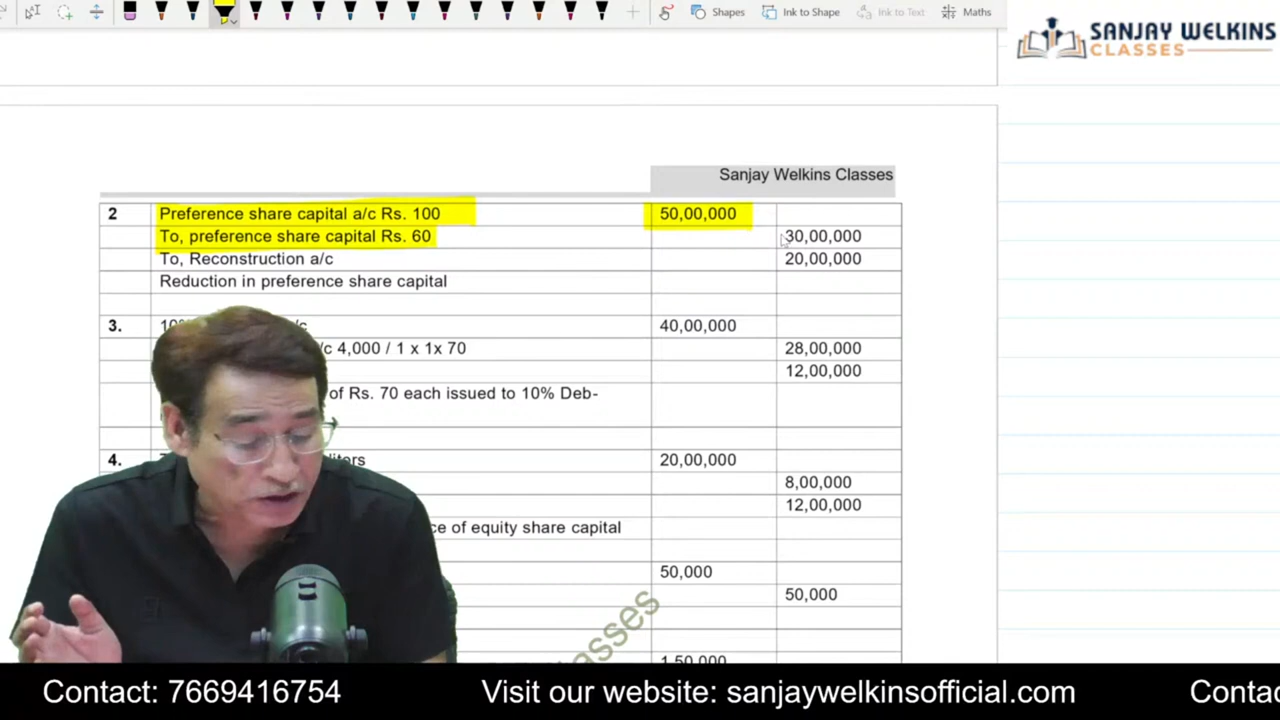 Shapes Ink to Shape Ink to Text Maths
SANJAY WELKINS
CLASSES
Sanjay Welkins Classes
2 Preference share capital a/c Rs. 100 50,00,000
To, preference share capital Rs. 60 30,00,000
To, Reconstruction a/c 20,00,000
Reduction in preference share capital
3. 40,00,000
/c 4,000 / 1 x 1x 70 28,00,000
12,00,000
of Rs. 70 each issued to 10% Deb-
4. 20,00,000
8,00,000
12,00,000
of equity share capital
50,000
50,000
1,50,000
Contact: 7669416754 Visit our website: sanjaywelkinsofficial.com